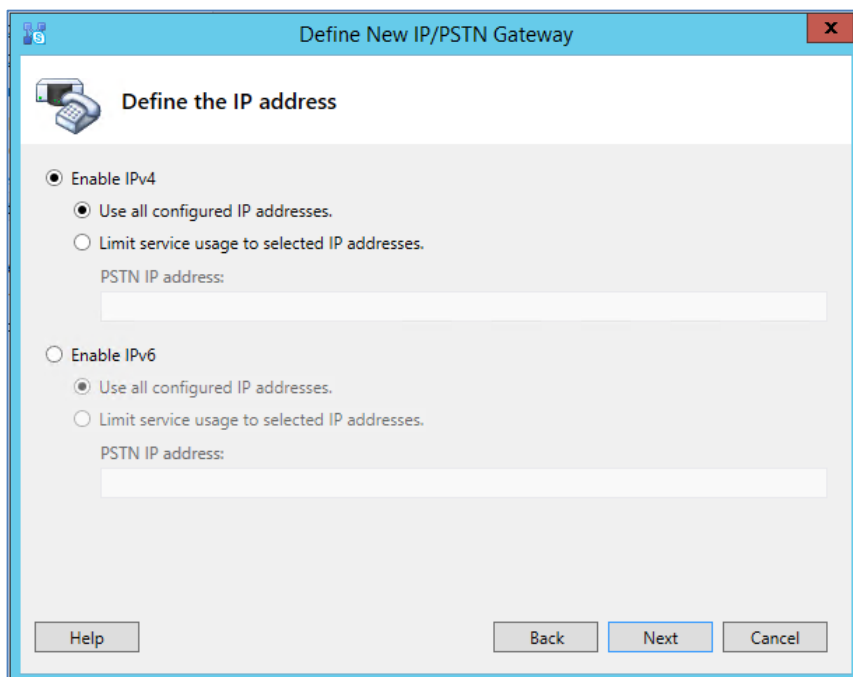 Define New IP/PSTN Gateway
x
Define the IP address
Enable IPv4
Use all configured IP addresses.
Limit service usage to selected IP addresses.
PSTN IP address:
Enable IPv6
Use all configured IP addresses.
Limit service usage to selected IP addresses.
PSTN IP address:
Help
Back
Next
Cancel